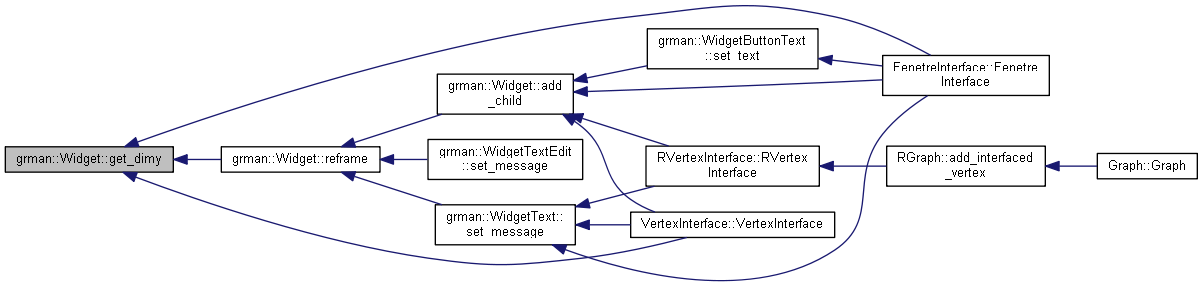 grman::Widget::get_dimy
grman::Widget::reframe
grman::Widget::add
_child
grman::WidgetTextEdit
::set_message
grman::WidgetText::
set_message
grman::WidgetButtonText
::set_text
RVertexInterface::RVertex
Interface
VertexInterface::VertexInterface
FenetreInterface::Fenetre
Interface
RGraph::add_interfaced
_vertex
Graph::Graph